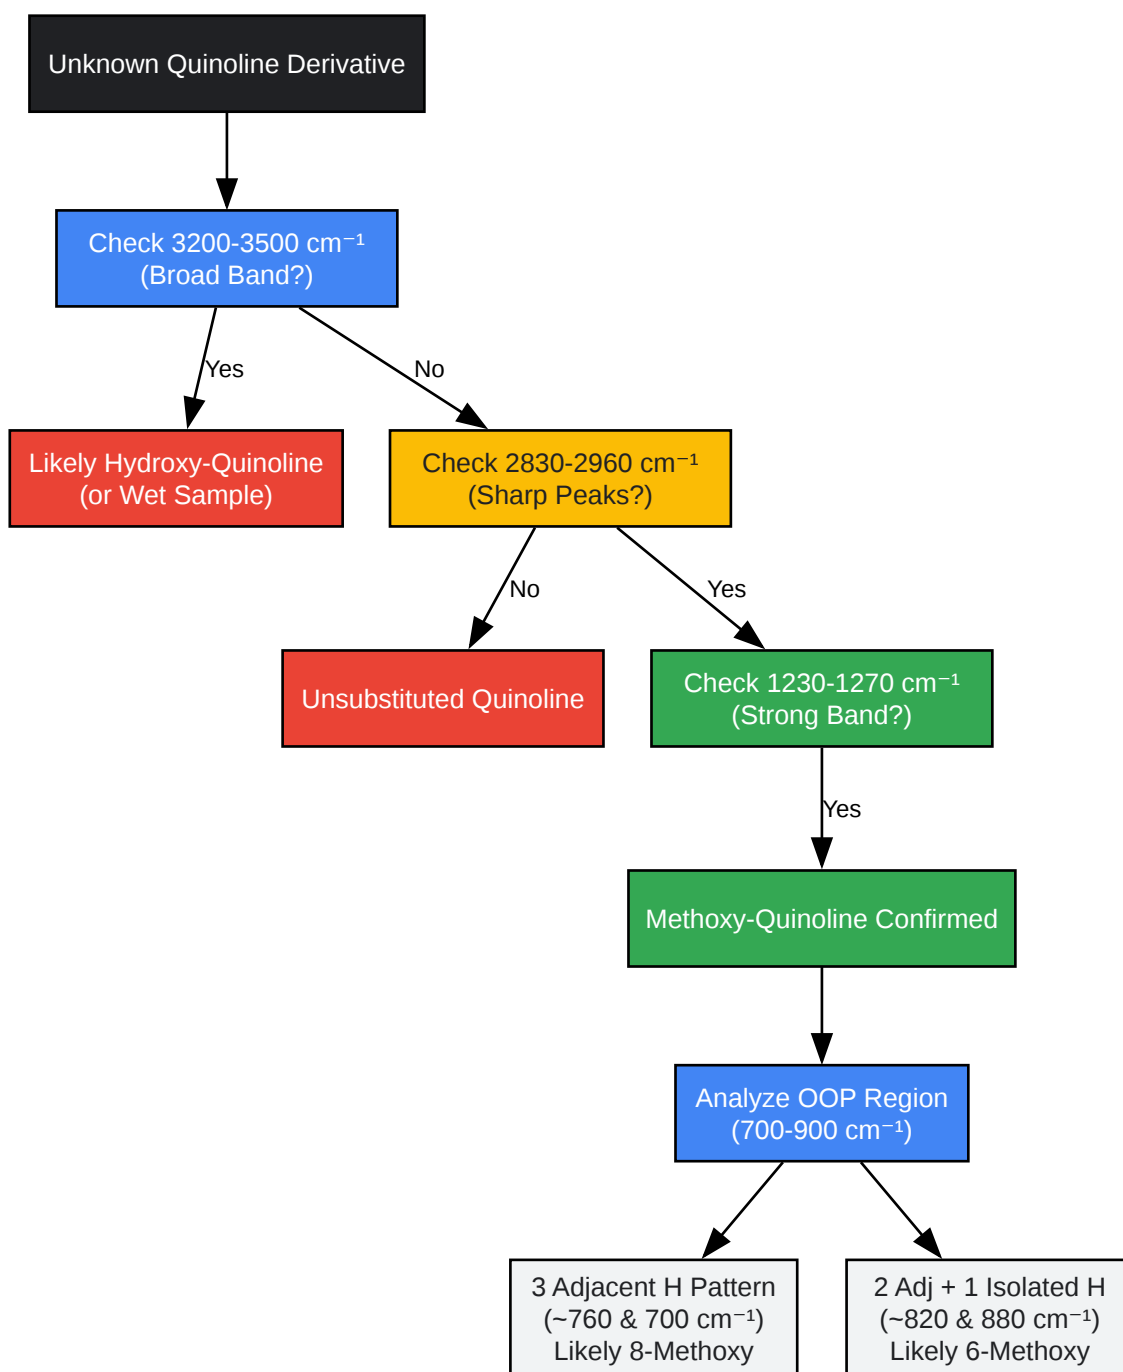 Unknown Quinoline Derivative
Check 3200-3500 cm⁻¹
(Broad Band?)
Yes
No
Likely Hydroxy-Quinoline
(or Wet Sample)
Check 2830-2960 cm⁻¹
(Sharp Peaks?)
No
Yes
Unsubstituted Quinoline
Check 1230-1270 cm⁻¹
(Strong Band?)
Yes
Methoxy-Quinoline Confirmed
Analyze OOP Region
(700-900 cm⁻¹)
3 Adjacent H Pattern
(~760 & 700 cm⁻¹)
Likely 8-Methoxy
2 Adj + 1 Isolated H
(~820 & 880 cm⁻¹)
Likely 6-Methoxy